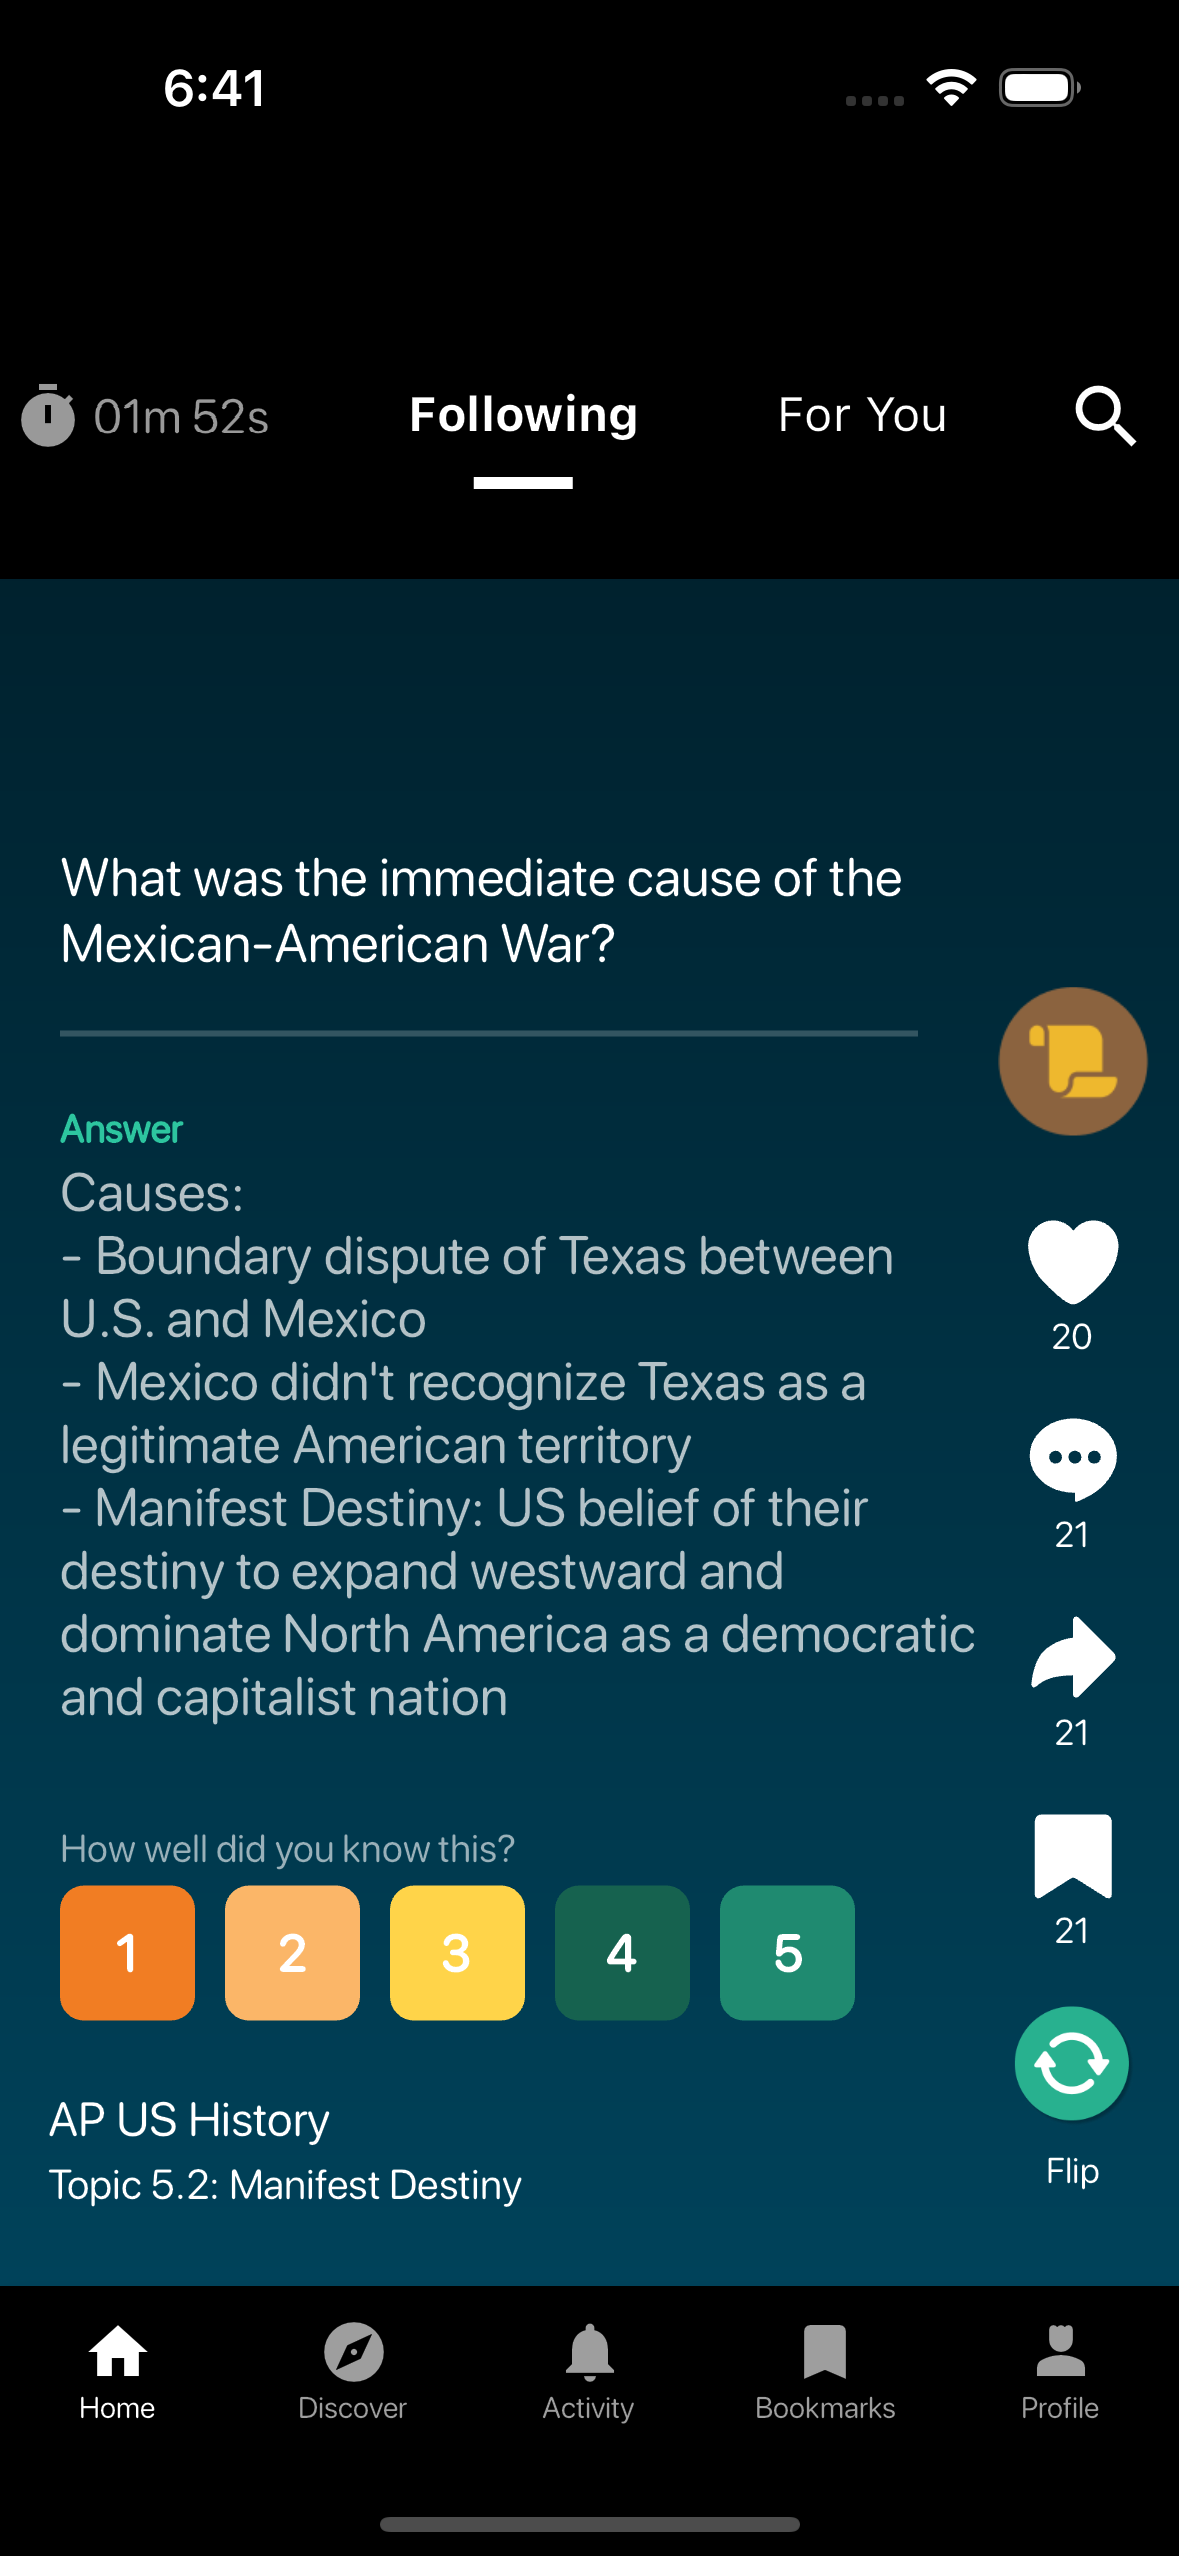 6:41
01m 52s
Following
For You
What was the immediate cause of the
Mexican-American War?
Answer
Causes:
- Boundary dispute of Texas between
U.S. and Mexico
- Mexico didn't recognize Texas as a
legitimate American territory
- Manifest Destiny: US belief of their
destiny to expand westward and
dominate North America as a democratic
and capitalist nation
20
21
21
21
Flip
How well did you know this?
1 2 3 4 5
AP US History
Topic 5.2: Manifest Destiny
Home Discover Activity Bookmarks Profile